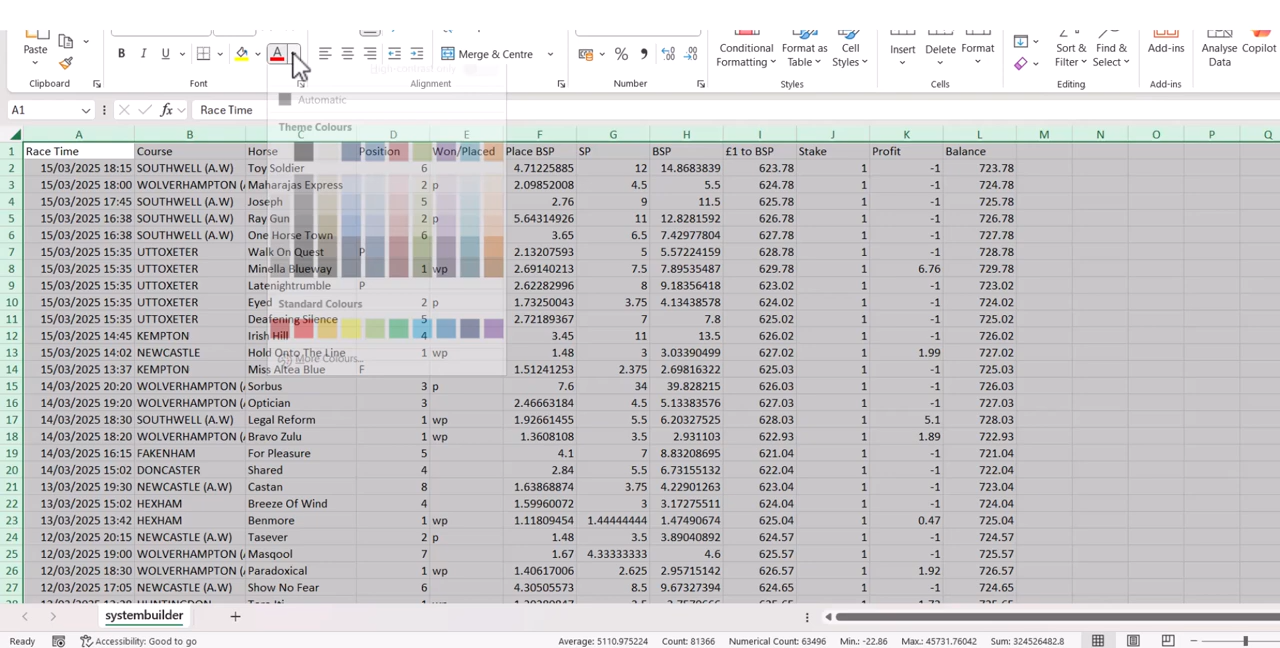 Paste
B I U
A
Merge & Centre
% ,
Conditional Formatting
Format as Table
Cell Styles
Insert
Delete
Format
Sort & Filter
Find & Select
Add-ins
Analyse Data
Copilot
Clipboard
Font
Alignment
Number
Styles
Cells
Add-ins
High-contrast only
Automatic
Theme Colours
Standard Colours
More Colours...
A1 fx Race Time
A B C D E F G H I J K L M N O P Q
1 Race Time Course Horse Position Won/Placed Place BSP SP BSP £1 to BSP Stake Profit Balance
2 15/03/2025 18:15 SOUTHWELL (A.W) Toy Soldier 6 4.71225885 12 14.8683839 623.78 1 -1 723.78
3 15/03/2025 18:00 WOLVERHAMPTON (A Maharajas Express 2 p 2.09852008 4.5 5.5 624.78 1 -1 724.78
4 15/03/2025 17:45 SOUTHWELL (A.W) Joseph 5 2.76 9 11.5 625.78 1 -1 725.78
5 15/03/2025 16:38 SOUTHWELL (A.W) Ray Gun 2 p 5.64314926 11 12.8281592 626.78 1 -1 726.78
6 15/03/2025 16:38 SOUTHWELL (A.W) One Horse Town 6 3.65 6.5 7.42977804 627.78 1 -1 727.78
7 15/03/2025 15:35 UTTOXETER Walk On Quest P 2.13207593 5 5.57224159 628.78 1 -1 728.78
8 15/03/2025 15:35 UTTOXETER Minella Blueway 1 wp 2.69140213 7.5 7.89535487 629.78 1 6.76 729.78
9 15/03/2025 15:35 UTTOXETER Latenightrumble P 2.62282996 8 9.18356418 623.02 1 -1 723.02
10 15/03/2025 15:35 UTTOXETER Eyed 2 p 1.73250043 3.75 4.13438578 624.02 1 -1 724.02
11 15/03/2025 15:35 UTTOXETER Deafening Silence 5 2.72189367 7 7.8 625.02 1 -1 725.02
12 15/03/2025 14:45 KEMPTON Irish Hill 4 3.45 11 13.5 626.02 1 -1 726.02
13 15/03/2025 14:02 NEWCASTLE Hold Onto The Line 1 wp 1.48 3 3.03390499 627.02 1 1.99 727.02
14 15/03/2025 13:37 KEMPTON Miss Altea Blue F 1.51241253 2.375 2.69816322 625.03 1 -1 725.03
15 14/03/2025 20:20 WOLVERHAMPTON (A Sorbus 3 p 7.6 34 39.828215 626.03 1 -1 726.03
16 14/03/2025 19:20 WOLVERHAMPTON (A Optician 3 2.46663184 4.5 5.13383576 627.03 1 -1 727.03
17 14/03/2025 18:30 SOUTHWELL (A.W) Legal Reform 1 wp 1.92661455 5.5 6.20327525 628.03 1 5.1 728.03
18 14/03/2025 18:20 WOLVERHAMPTON (A Bravo Zulu 1 wp 1.3608108 3.5 2.931103 622.93 1 1.89 722.93
19 14/03/2025 16:15 FAKENHAM For Pleasure 5 4.1 7 8.83208695 621.04 1 -1 721.04
20 14/03/2025 15:02 DONCASTER Shared 4 2.84 5.5 6.73155132 622.04 1 -1 722.04
21 13/03/2025 19:30 NEWCASTLE (A.W) Castan 8 1.63868874 3.75 4.22901263 623.04 1 -1 723.04
22 13/03/2025 15:02 HEXHAM Breeze Of Wind 4 1.59960072 3 3.17275511 624.04 1 -1 724.04
23 13/03/2025 13:42 HEXHAM Benmore 1 wp 1.11809454 1.44444444 1.47490674 625.04 1 0.47 725.04
24 12/03/2025 20:15 NEWCASTLE (A.W) Tasever 2 p 1.48 3.5 3.89040892 624.57 1 -1 724.57
25 12/03/2025 19:00 WOLVERHAMPTON (A Masqool 7 1.67 4.33333333 4.6 625.57 1 -1 725.57
26 12/03/2025 18:30 WOLVERHAMPTON (A Paradoxical 1 wp 1.40617006 2.625 2.95715142 626.57 1 1.92 726.57
27 12/03/2025 17:05 NEWCASTLE (A.W) Show No Fear 6 4.30505573 8.5 9.67327394 624.65 1 -1 724.65
systembuilder +
Ready Accessibility: Good to go Average: 5110.975224 Count: 81366 Numerical Count: 63496 Min.: -22.86 Max.: 45731.76042 Sum: 324526482.8